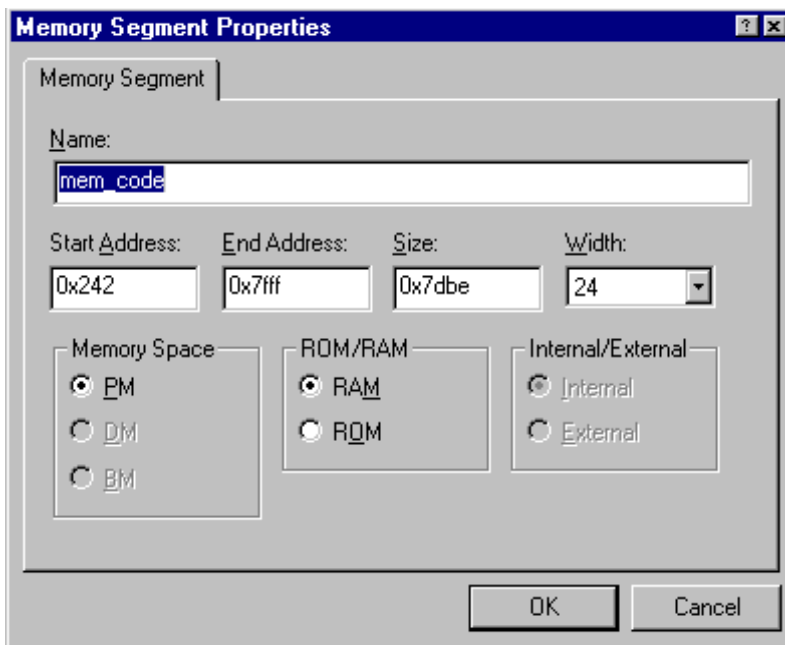 Memory Segment Properties
Memory Segment
Name:
mem_code
Start Address: End Address: Size: Width:
0x242 0x7fff 0x7dbe 24
Memory Space ROM/RAM Internal/External
PM RAM Internal
DM ROM External
BM
OK Cancel